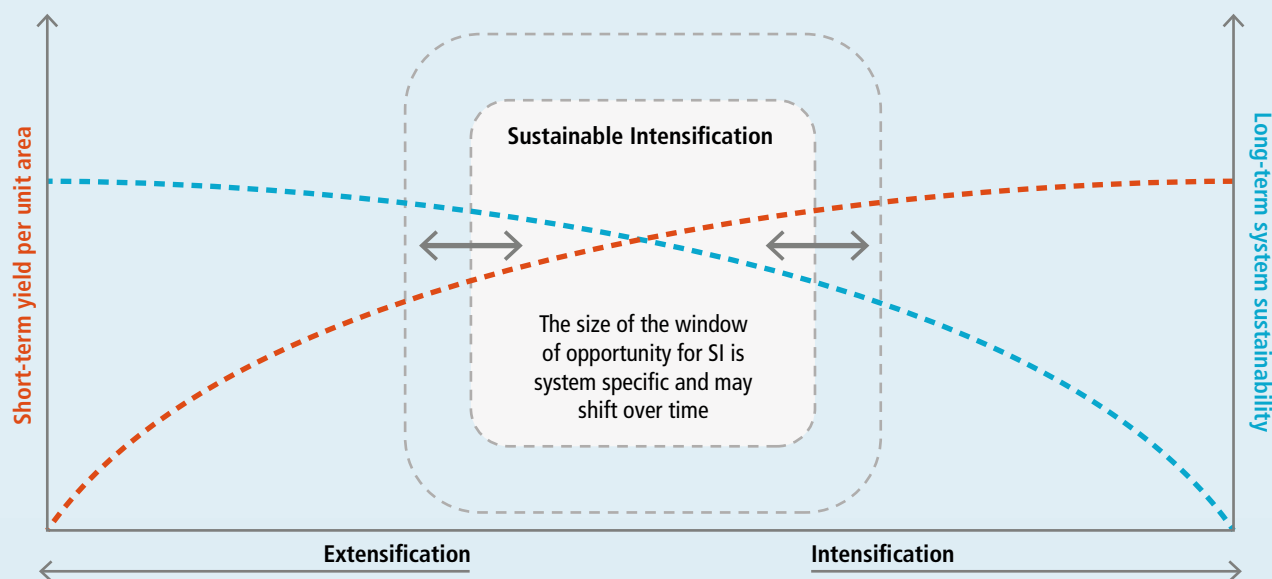 Short-term yield per unit area
Sustainable Intensification
The size of the window
of opportunity for SI is
system specific and may
shift over time
Long-term system sustainability
Extensification
Intensification